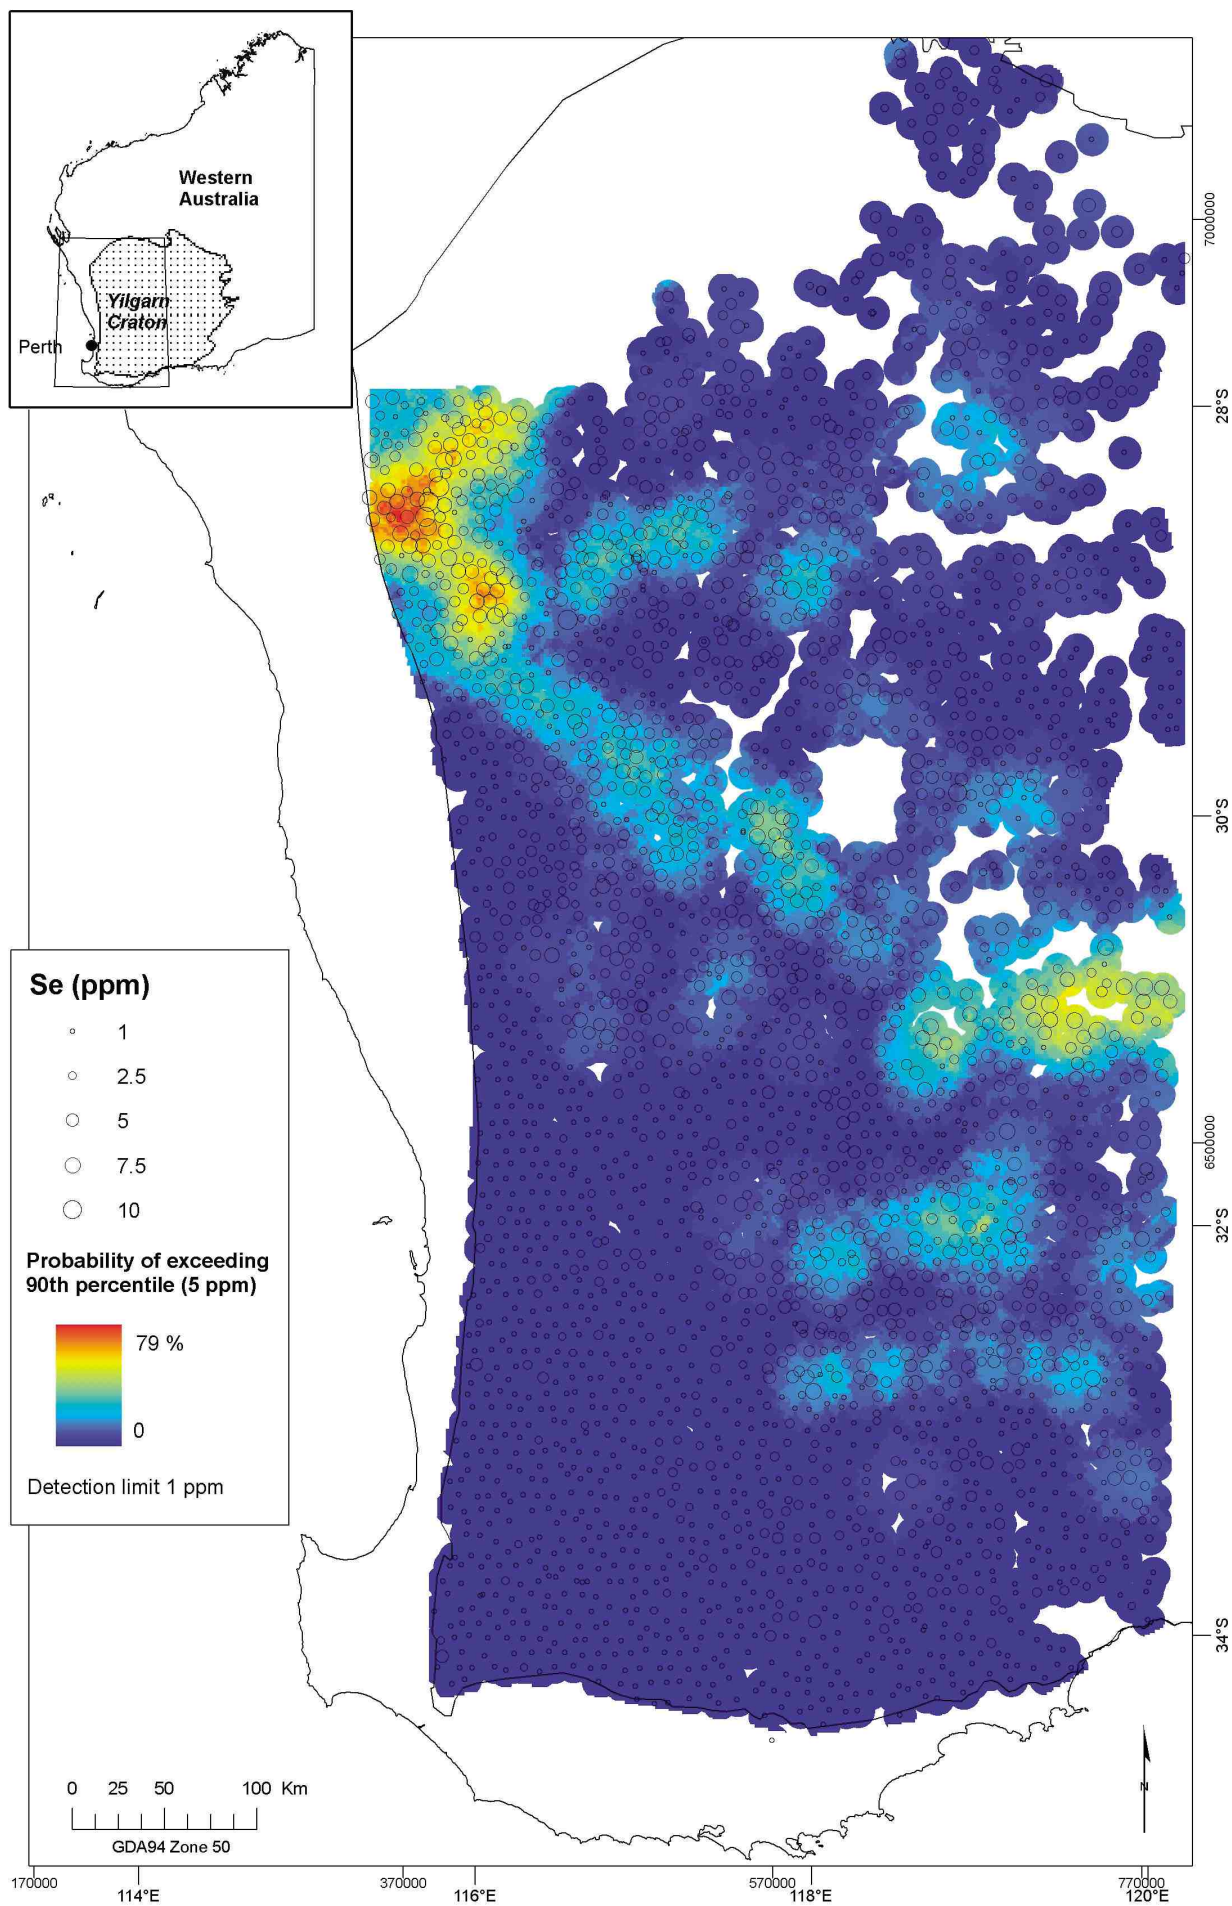 Western
Australia
Yilgarn
Craton
Perth
7000000
28°S
30°S
6500000
32°S
34°S
Se (ppm)
1
2.5
5
7.5
10
Probability of exceeding
90th percentile (5 ppm)
79 %
0
Detection limit 1 ppm
0 25 50 100 Km
GDA94 Zone 50
N
170000 370000 570000 770000
114°E 116°E 118°E 120°E